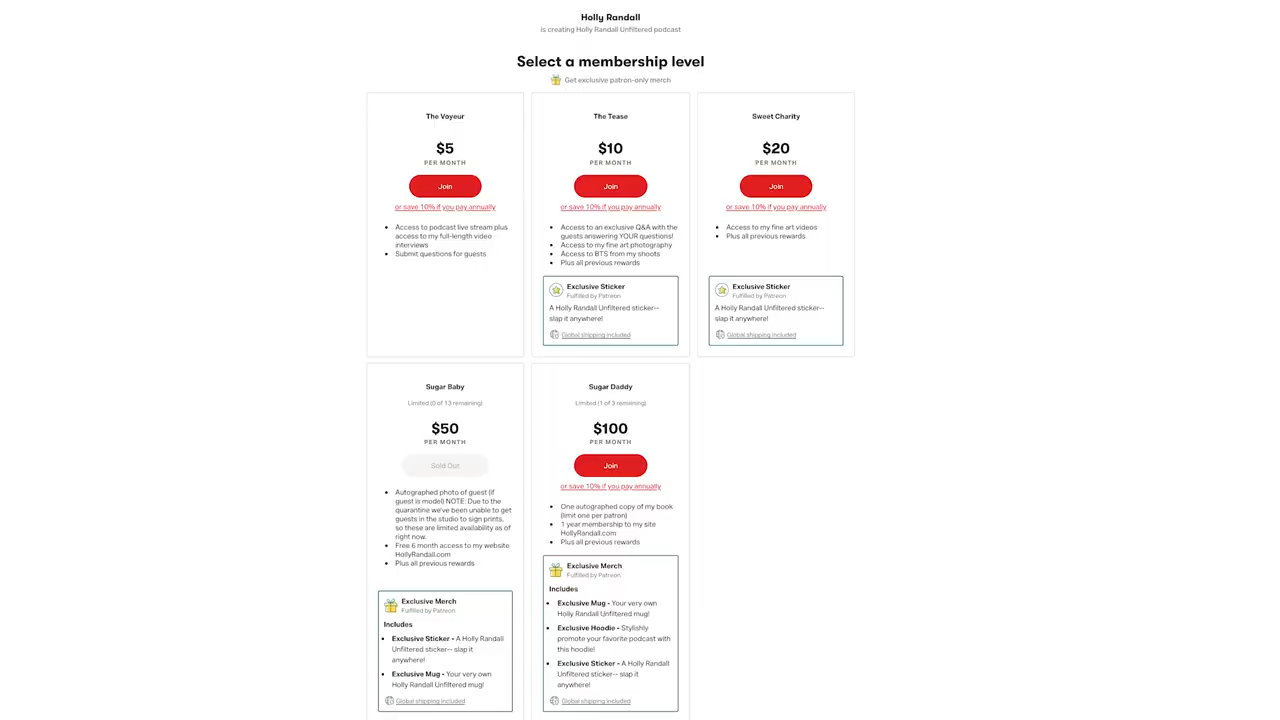 Holly Randall
is creating Holly Randall Unfiltered podcast
Select a membership level
Get exclusive patron-only merch
The Voyeur
$5
PER MONTH
Join
or save 10% if you pay annually
Access to podcast live stream plus
access to my full-length video
interviews
Submit questions for guests
The Tease
$10
PER MONTH
Join
or save 10% if you pay annually
Access to an exclusive Q&A with the
guests answering YOUR questions!
Access to my fine art photography
Access to BTS from my shoots
Plus all previous rewards
Exclusive Sticker
Fulfilled by Patreon
A Holly Randall Unfiltered sticker--
slap it anywhere!
Global shipping included
Sweet Charity
$20
PER MONTH
Join
or save 10% if you pay annually
Access to my fine art videos
Plus all previous rewards
Exclusive Sticker
Fulfilled by Patreon
A Holly Randall Unfiltered sticker--
slap it anywhere!
Global shipping included
Sugar Baby
Limited (0 of 13 remaining)
$50
PER MONTH
Sold Out
Autographed photo of guest (if
guest is model) NOTE: Due to the
quarantine we've been unable to get
guests in the studio to sign prints,
so these are limited availability as of
right now.
Free 6 month access to my website
HollyRandall.com
Plus all previous rewards
Exclusive Merch
Fulfilled by Patreon
Includes
Exclusive Sticker - A Holly Randall
Unfiltered sticker-- slap it
anywhere!
Exclusive Mug - Your very own
Holly Randall Unfiltered mug!
Global shipping included
Sugar Daddy
Limited (1 of 3 remaining)
$100
PER MONTH
Join
or save 10% if you pay annually
One autographed copy of my book
(limit one per patron)
1 year membership to my site
HollyRandall.com
Plus all previous rewards
Exclusive Merch
Fulfilled by Patreon
Includes
Exclusive Mug - Your very own
Holly Randall Unfiltered mug!
Exclusive Hoodie - Stylishly
promote your favorite podcast with
this hoodie!
Exclusive Sticker - A Holly Randall
Unfiltered sticker-- slap it
anywhere!
Global shipping included